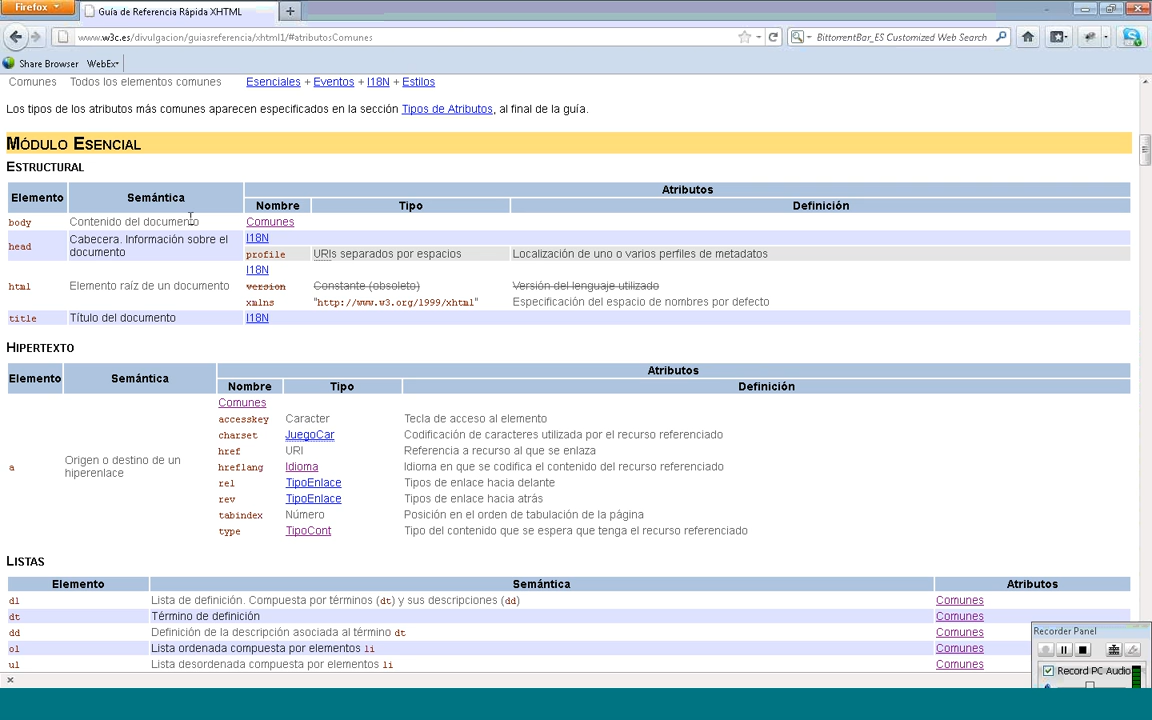 Firefox
Guía de Referencia Rápida XHTML
www.w3c.es/divulgacion/guiasreferencia/xhtml1/#atributosComunes
BittorrentBar_ES Customized Web Search
Share Browser WebEx
Comunes Todos los elementos comunes Esenciales + Eventos + I18N + Estilos
Los tipos de los atributos más comunes aparecen especificados en la sección Tipos de Atributos, al final de la guía.
MÓDULO ESENCIAL
ESTRUCTURAL
Elemento Semántica Atributos
Nombre Tipo Definición
body Contenido del documento Comunes
head Cabecera. Información sobre el documento I18N
profile URIs separados por espacios Localización de uno o varios perfiles de metadatos
html Elemento raíz de un documento I18N
version Constante (obsoleto) Versión del lenguaje utilizado
xmlns "http://www.w3.org/1999/xhtml" Especificación del espacio de nombres por defecto
title Título del documento I18N
HIPERTEXTO
Elemento Semántica Atributos
Nombre Tipo Definición
a Origen o destino de un hiperenlace Comunes
accesskey Caracter Tecla de acceso al elemento
charset JuegoCar Codificación de caracteres utilizada por el recurso referenciado
href URI Referencia a recurso al que se enlaza
hreflang Idioma Idioma en que se codifica el contenido del recurso referenciado
rel TipoEnlace Tipos de enlace hacia delante
rev TipoEnlace Tipos de enlace hacia atrás
tabindex Número Posición en el orden de tabulación de la página
type TipoCont Tipo del contenido que se espera que tenga el recurso referenciado
LISTAS
Elemento Semántica Atributos
dl Lista de definición. Compuesta por términos (dt) y sus descripciones (dd) Comunes
dt Término de definición Comunes
dd Definición de la descripción asociada al término dt Comunes
ol Lista ordenada compuesta por elementos li Comunes
ul Lista desordenada compuesta por elementos li Comunes
Recorder Panel
Record PC Audio